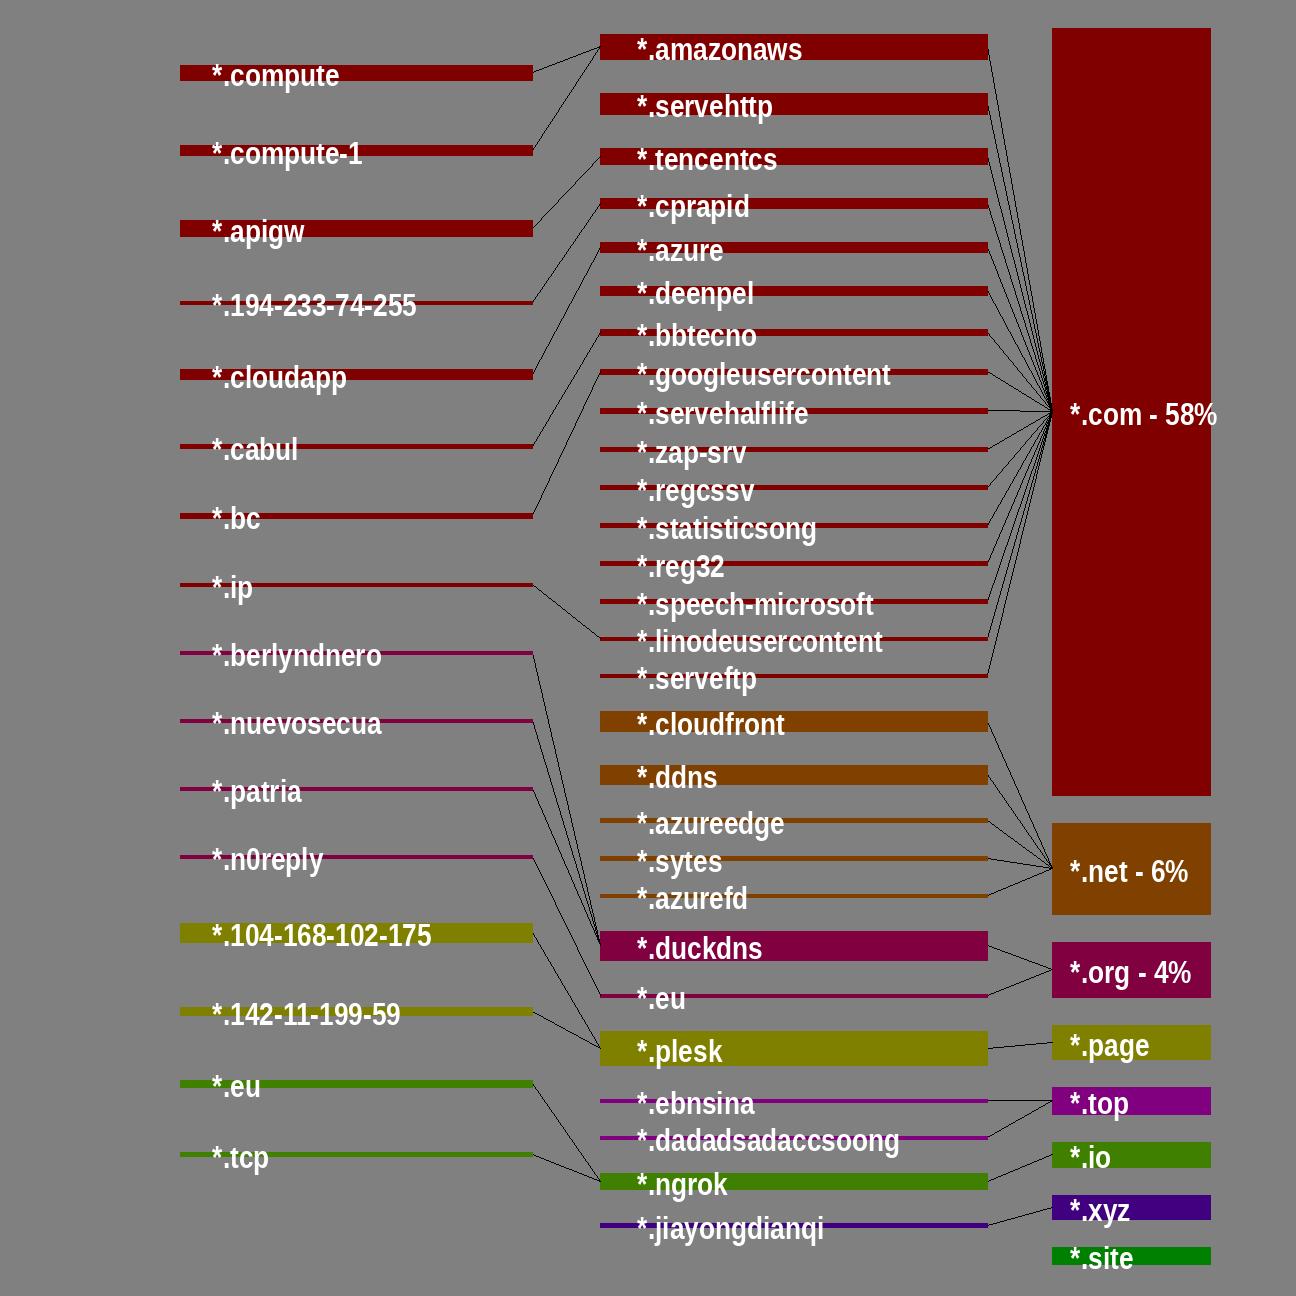 *.compute
*.compute-1
*.apigw
*.194-233-74-255
*.cloudapp
*.cabul
*.bc
*.ip
*.berlyndnero
*.nuevosecua
*.patria
*.n0reply
*.104-168-102-175
*.142-11-199-59
*.eu
*.tcp
*.amazonaws
*.servehttp
*.tencentcs
*.cprapid
*.azure
*.deenpel
*.bbtecno
*.googleusercontent
*.servehalflife
*.zap-srv
*.regcssv
*.statisticsong
*.reg32
*.speech-microsoft
*.linodeusercontent
*.serveftp
*.cloudfront
*.ddns
*.azureedge
*.sytes
*.azurefd
*.duckdns
*.eu
*.plesk
*.ebnsina
*.dadadsadaccsoong
*.ngrok
*.jiayongdianqi
*.com - 58%
*.net - 6%
*.org - 4%
*.page
*.top
*.io
*.xyz
*.site